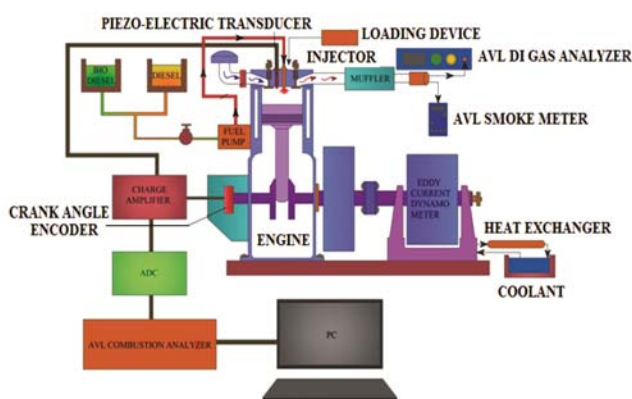 PIEZO-ELECTRIC TRANSDUCER
LOADING DEVICE
INJECTOR
AVL DI GAS ANALYZER
BIO
DIESEL
DIESEL
MUFFLER
AVL SMOKE METER
FUEL
PUMP
CHARGE
AMPLIFIER
EDDY
CURRENT
DYNAMO
METER
CRANK ANGLE
ENCODER
ENGINE
HEAT EXCHANGER
ADC
COOLANT
AVL COMBUSTION ANALYZER
PC